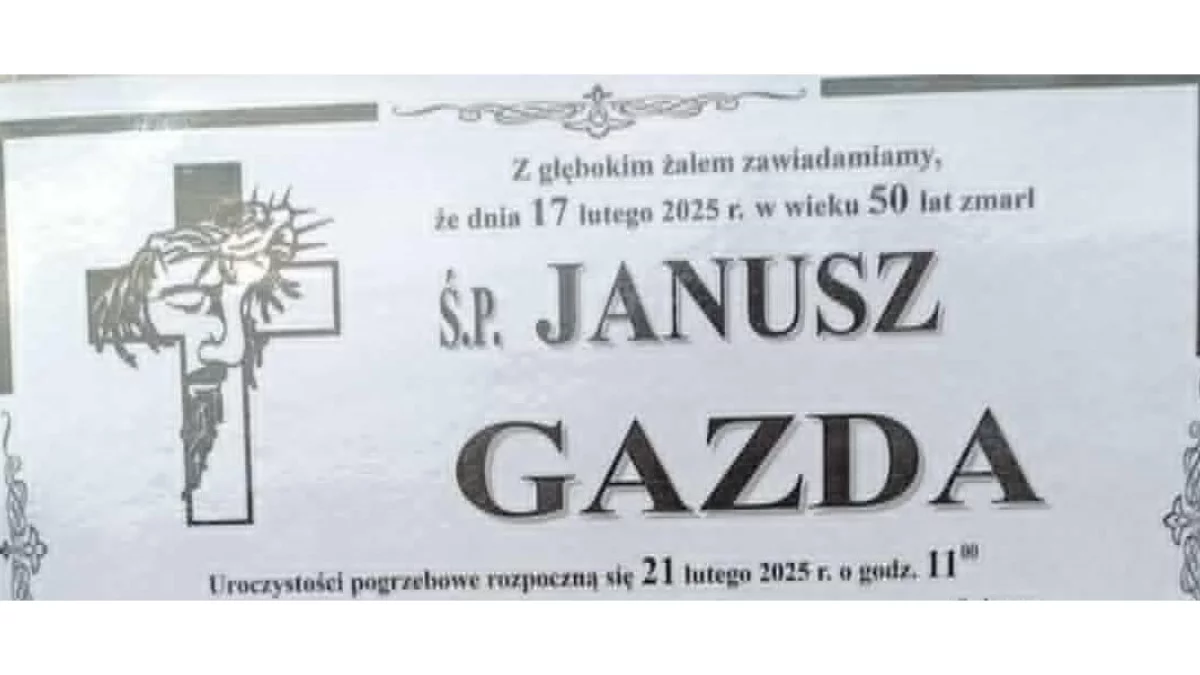 Z głębokim żalem zawiadamiamy,
że dnia 17 lutego 2025 r. w wieku 50 lat zmarł
Ś.P. JANUSZ
GAZDA
Uroczystości pogrzebowe rozpoczną się 21 lutego 2025 r. o godz. 11⁰⁰